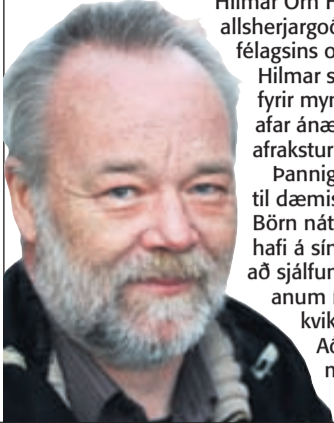 Hilmar Örn H
allsherjargoð
félagsins o
Hilmar s
fyrir myn
afar ánæ
afrakstur
Þannig
til dæmis
Börn nát
hafi á sín
að sjálfun
anum
kvik
Að